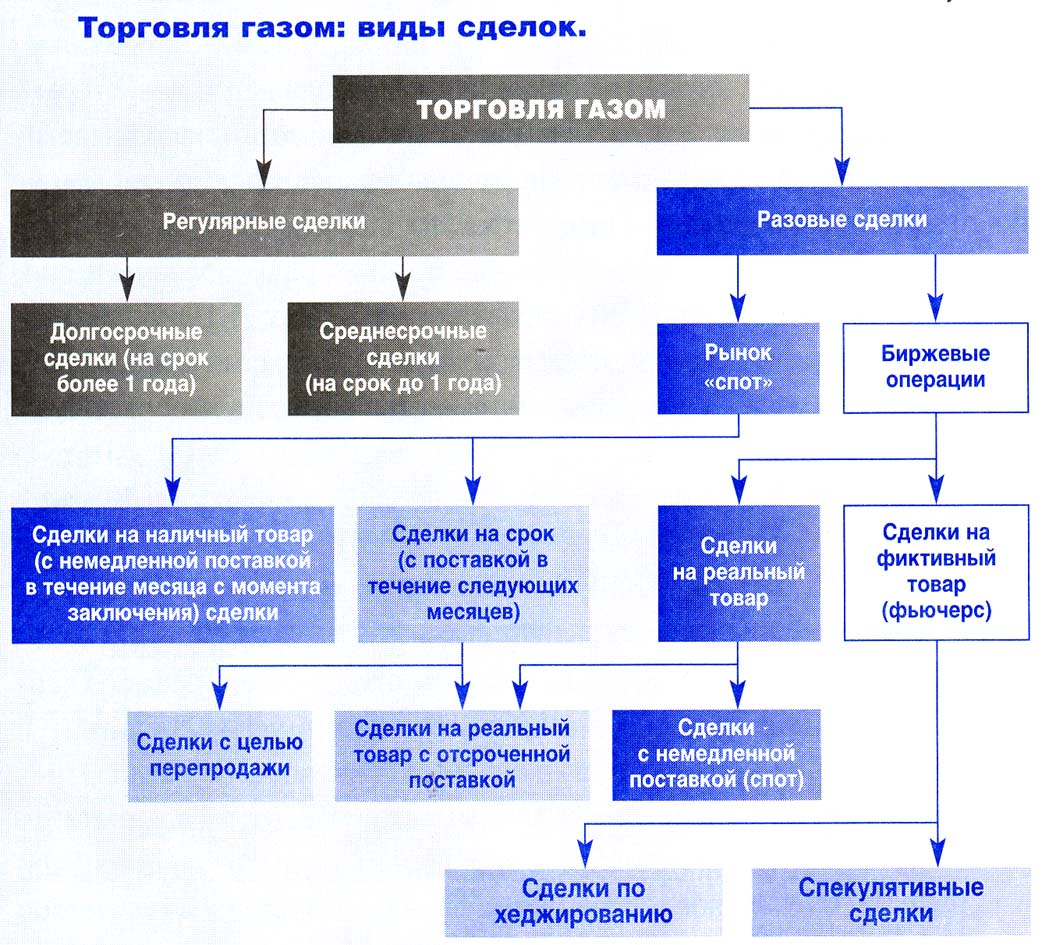 Торговля газом: виды сделок.
ТОРГОВЛЯ ГАЗОМ
Регулярные сделки
Разовые сделки
Долгосрочные
сделки (на срок
более 1 года)
Среднесрочные
сделки
(на срок до 1 года)
Рынок
«спот»
Биржевые
операции
Сделки на наличный товар
(с немедленной поставкой
в течение месяца с момента
заключения) сделки
Сделки на срок
(с поставкой в
течение следующих
месяцев)
Сделки
на реальный
товар
Сделки на
фиктивный
товар
(фьючерс)
Сделки с целью
перепродажи
Сделки на реальный
товар с отсроченной
поставкой
Сделки
с немедленной
поставкой (спот)
Сделки по
хеджированию
Спекулятивные
сделки